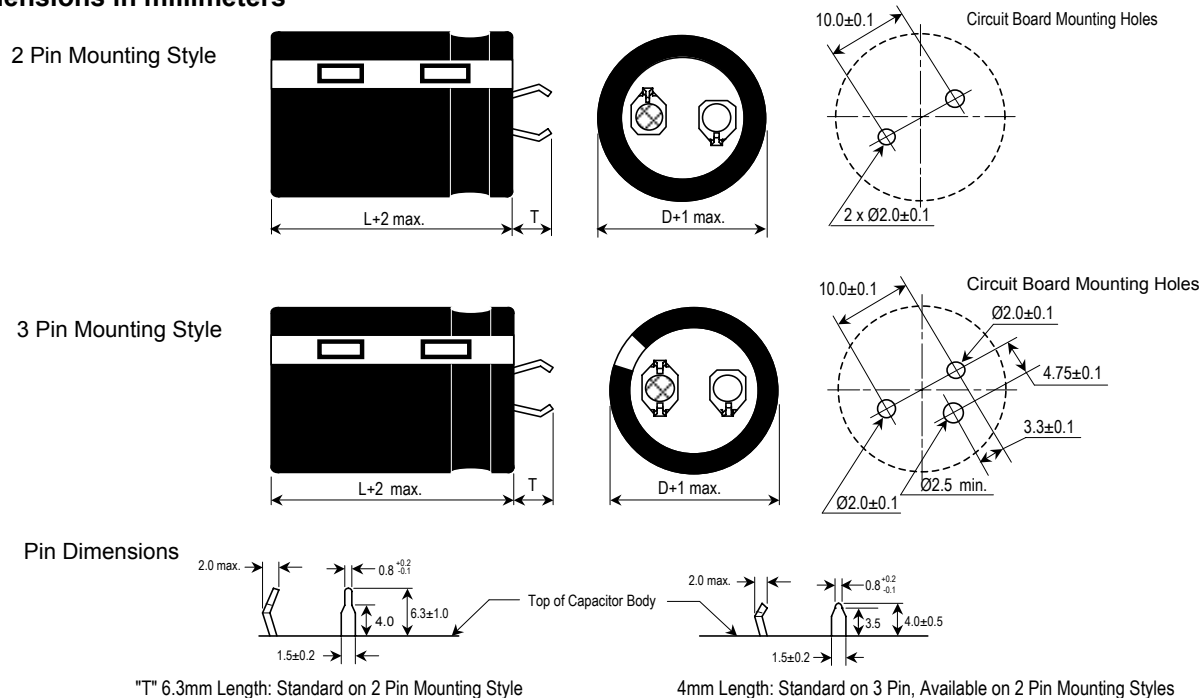 2 Pin Mounting Style
L+2 max.
T
D+1 max.
10.0±0.1
Circuit Board Mounting Holes
2 x Ø2.0±0.1
3 Pin Mounting Style
L+2 max.
T
D+1 max.
10.0±0.1
Circuit Board Mounting Holes
Ø2.0±0.1
4.75±0.1
3.3±0.1
Ø2.5 min.
Ø2.0±0.1
Pin Dimensions
2.0 max.
0.8 +0.2 -0.1
4.0
6.3±1.0
1.5±0.2
Top of Capacitor Body
2.0 max.
0.8 +0.2 -0.1
3.5
4.0±0.5
1.5±0.2
"T" 6.3mm Length: Standard on 2 Pin Mounting Style
4mm Length: Standard on 3 Pin, Available on 2 Pin Mounting Styles